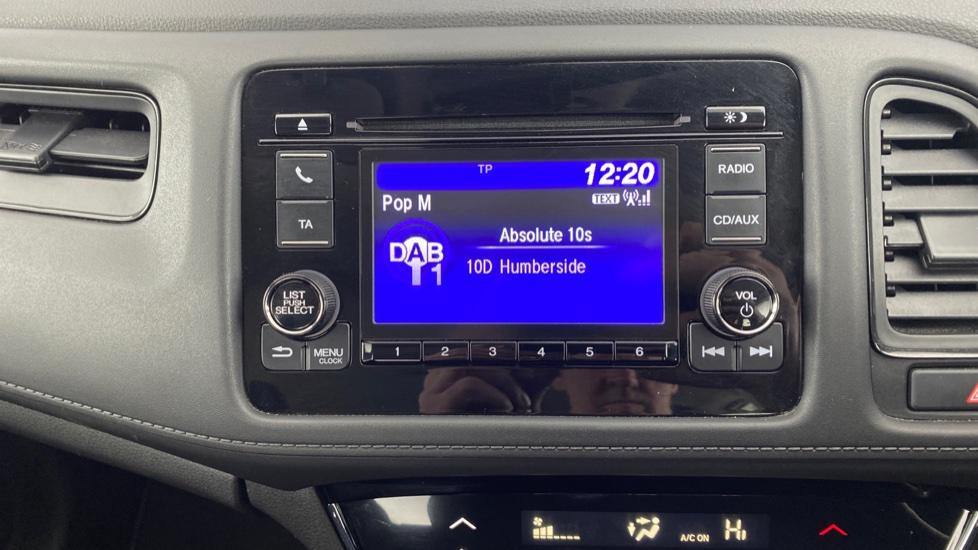 TP 12:20
Pop M TEXT
DAB 1
Absolute 10s
10D Humberside
TA
RADIO
CD/AUX
LIST
PUSH
SELECT
VOL
MENU
CLOCK
1 2 3 4 5 6
A/C ON Hi